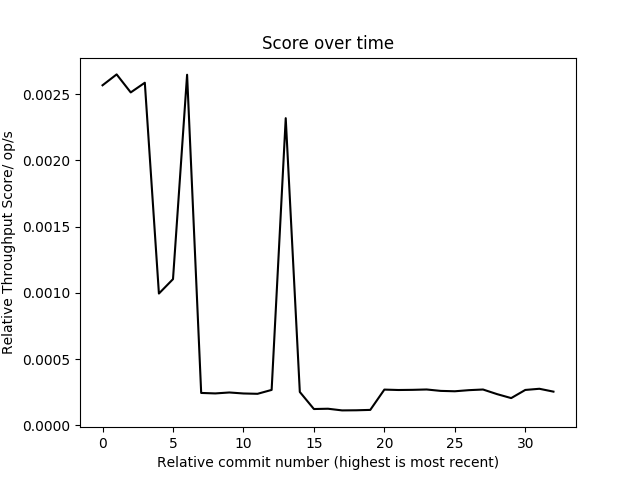 Score over time
Relative Throughput Score/ op/s
0.0025
0.0020
0.0015
0.0010
0.0005
0.0000
0 5 10 15 20 25 30
Relative commit number (highest is most recent)